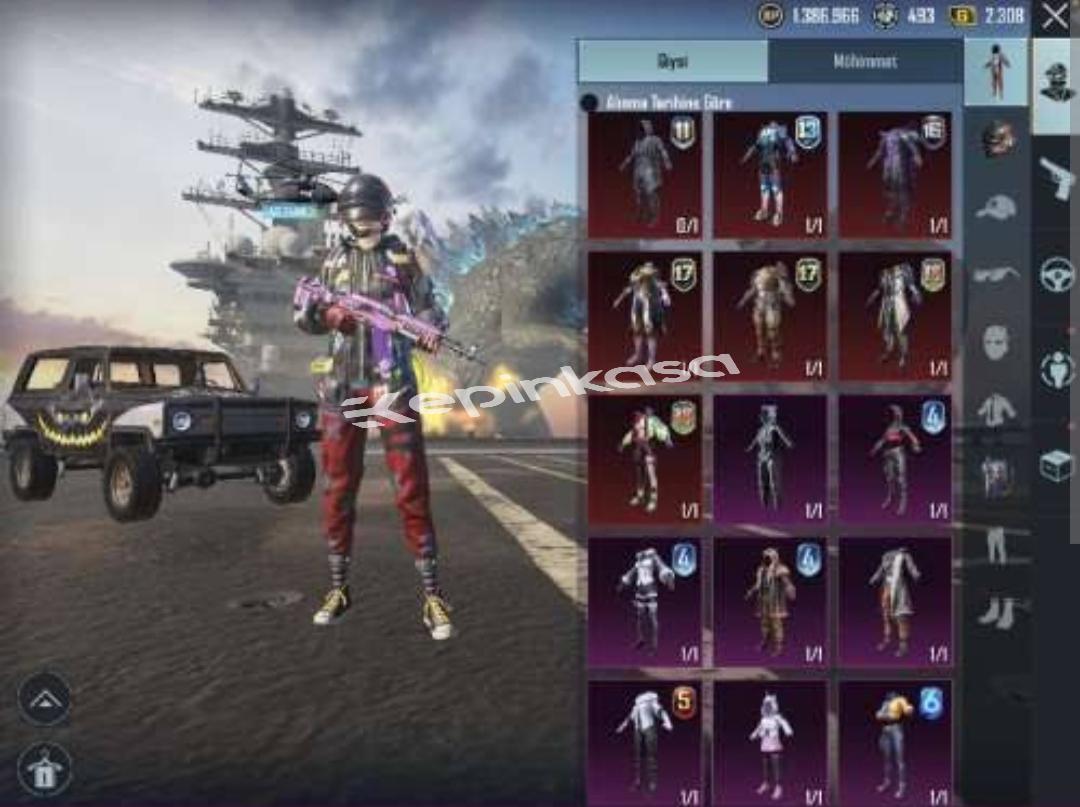 1.386.966 493 G 2.308
Giysi Mühimmat
Alınma Tarihine Göre
11 13 16
0/1 1/1 1/1
17 17
1/1 1/1
Kepinkasa
4
1/1 1/1 1/1
4 4
1/1 1/1 1/1
5 6
1/1 1/1 1/1